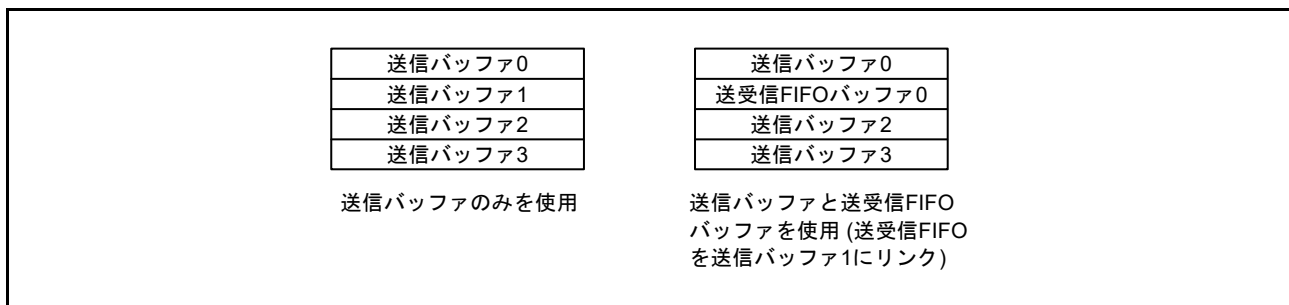 送信バッファ0
送信バッファ1
送信バッファ2
送信バッファ3
送信バッファのみを使用
送信バッファ0
送受信FIFOバッファ0
送信バッファ2
送信バッファ3
送信バッファと送受信FIFO
バッファを使用 (送受信FIFO
を送信バッファ1にリンク)